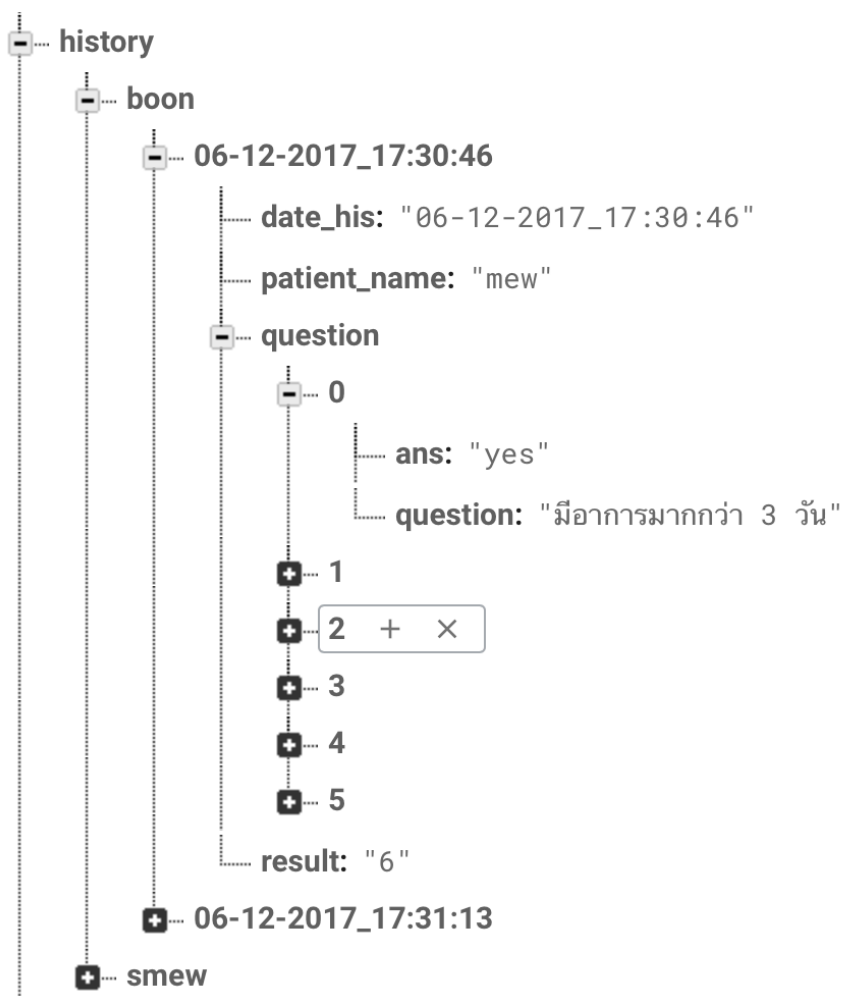 history
boon
06-12-2017_17:30:46
date_his: "06-12-2017_17:30:46"
patient_name: "mew"
question
0
ans: "yes"
question: "มีอาการมากกว่า 3 วัน"
1
2 + ×
3
4
5
result: "6"
06-12-2017_17:31:13
smew